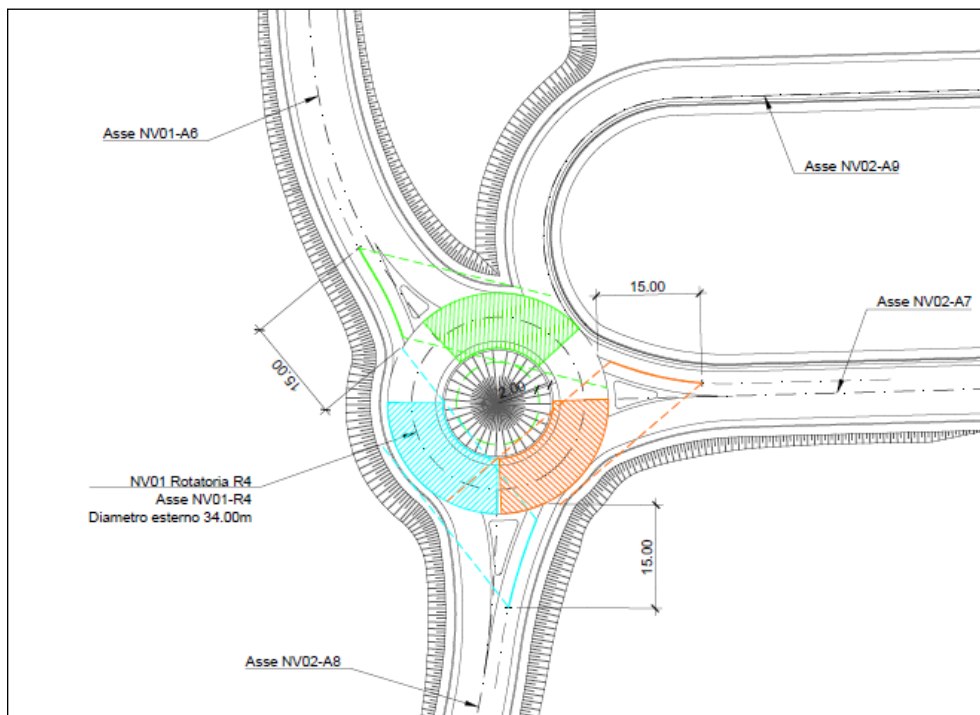 Asse NV01-A6
Asse NV02-A9
15.00
Asse NV02-A7
15.00
2.00
NV01 Rotatoria R4
Asse NV01-R4
Diametro esterno 34.00m
15.00
Asse NV02-A8